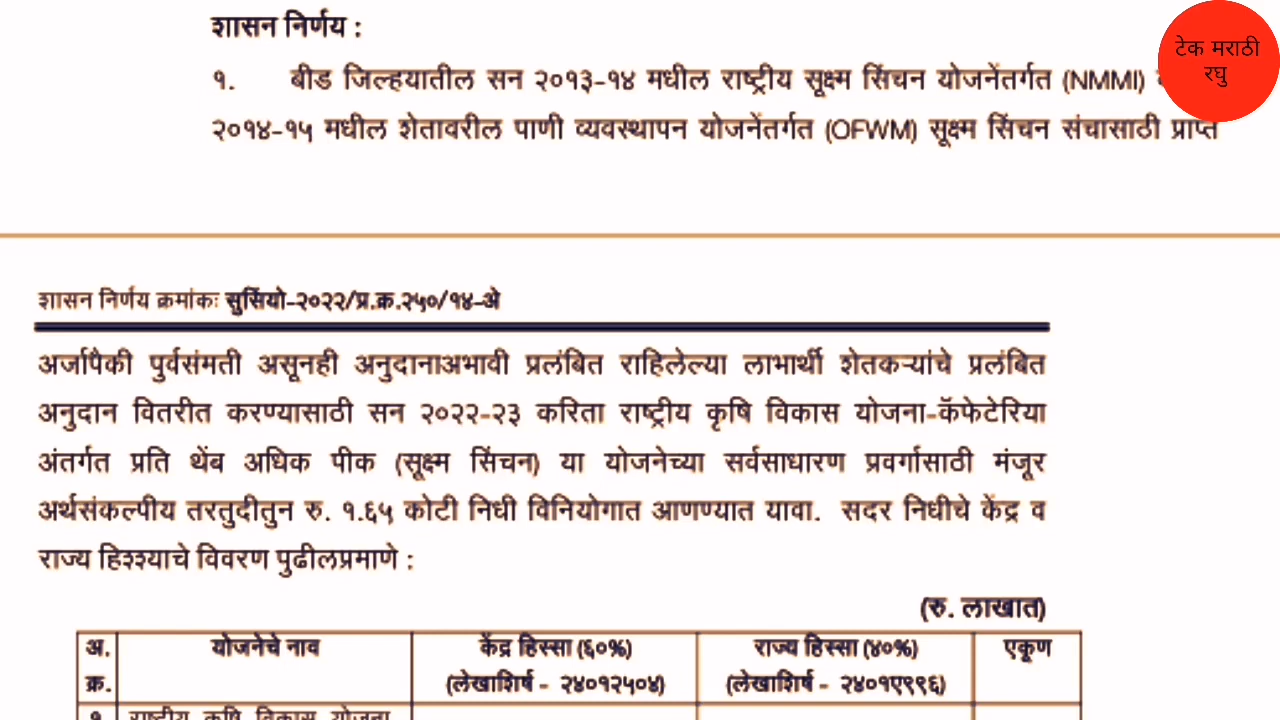 शासन निर्णय :
टेक मराठी
रघु
१. बीड जिल्हयातील सन २०१३-१४ मधील राष्ट्रीय सूक्ष्म सिंचन योजनेंतर्गत (NMMI)
२०१४-१५ मधील शेतावरील पाणी व्यवस्थापन योजनेंतर्गत (OFWM) सूक्ष्म सिंचन संचासाठी प्राप्त
शासन निर्णय क्रमांकः सुसिंयो-२०२२/प्र.क्र.२५०/१४-अे
अर्जापैकी पुर्वसंमती असूनही अनुदानाअभावी प्रलंबित राहिलेल्या लाभार्थी शेतकऱ्यांचे प्रलंबित
अनुदान वितरीत करण्यासाठी सन २०२२-२३ करिता राष्ट्रीय कृषि विकास योजना-कॅफेटेरिया
अंतर्गत प्रति थेंब अधिक पीक (सूक्ष्म सिंचन) या योजनेच्या सर्वसाधारण प्रवर्गासाठी मंजूर
अर्थसंकल्पीय तरतुदीतुन रु. १.६५ कोटी निधी विनियोगात आणण्यात यावा. सदर निधीचे केंद्र व
राज्य हिश्श्याचे विवरण पुढीलप्रमाणे :
(रु. लाखात)
अ. योजनेचे नाव केंद्र हिस्सा (६०%) राज्य हिस्सा (४०%) एकूण
क्र. (लेखाशिर्ष - २४०१२५०४) (लेखाशिर्ष - २४०१ए९९६)
१ राष्ट्रीय कृषि विकास योजना